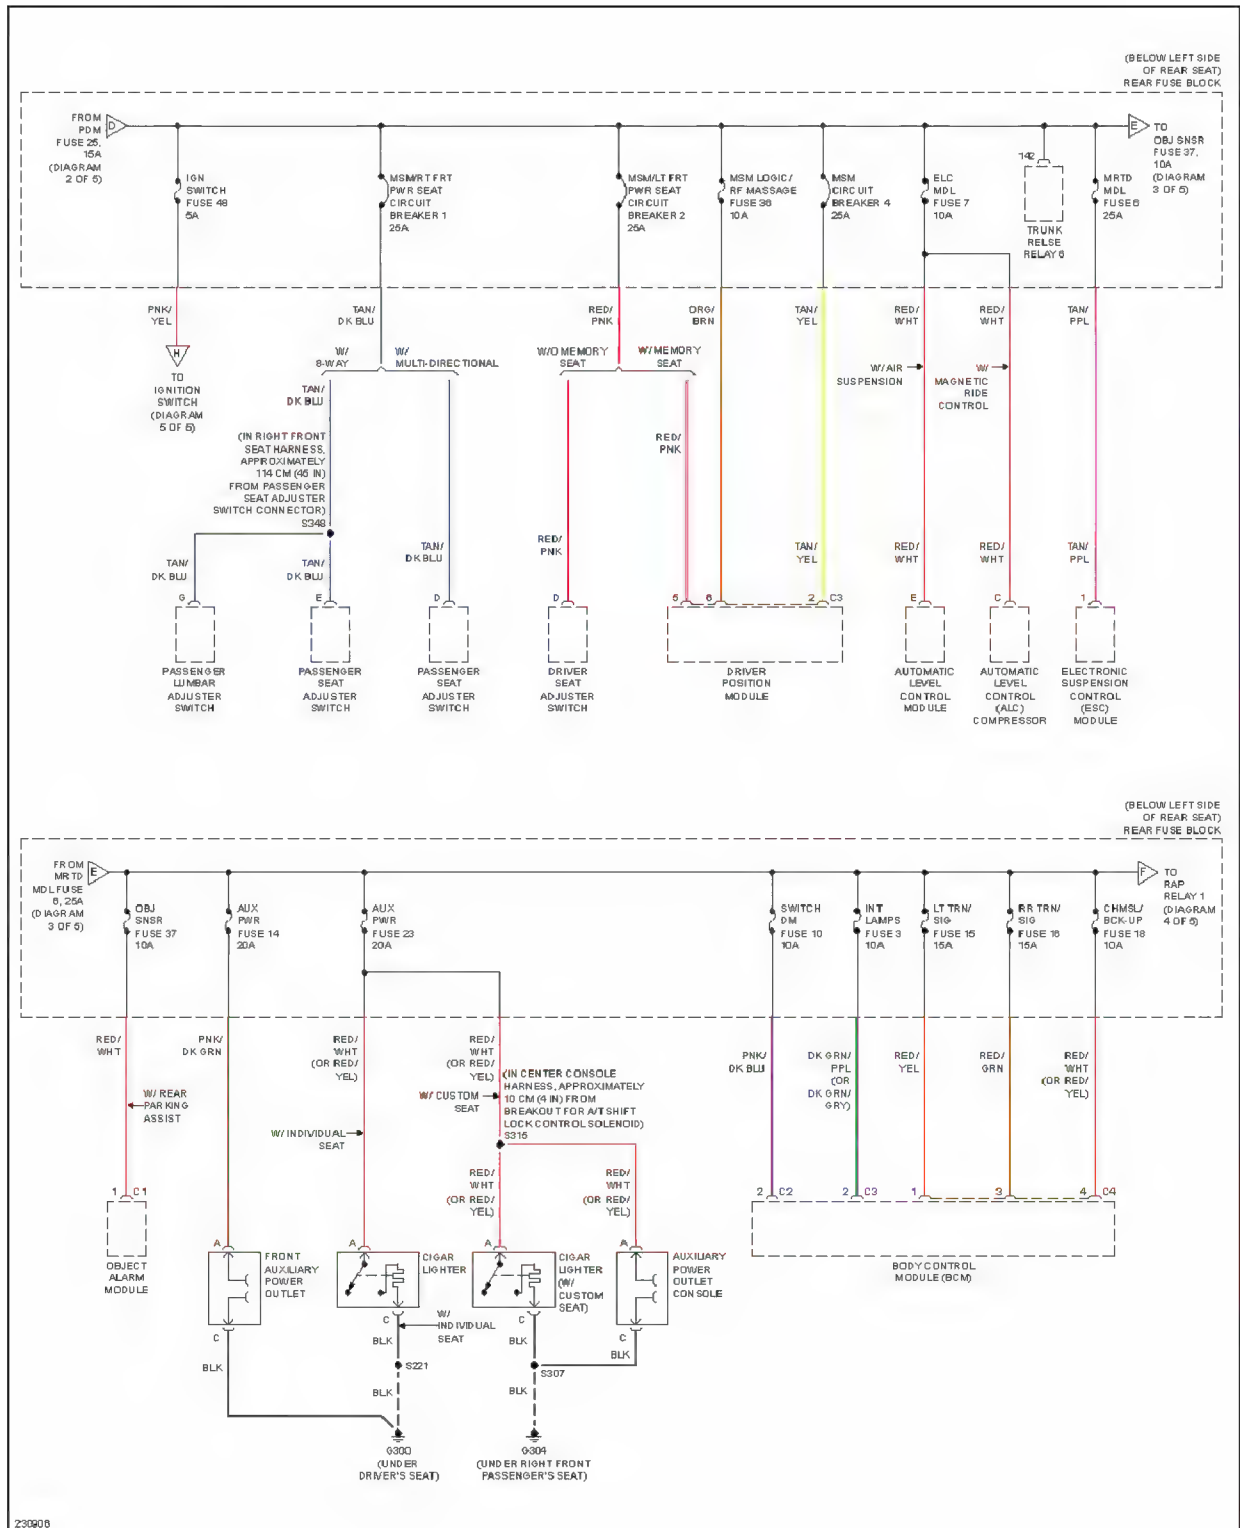 (BELOW LEFT SIDE
OF REAR SEAT)
REAR FUSE BLOCK
FROM
PDM
FUSE 25,
15A
(DIAGRAM
2 OF 5)
D
E
TO
OBJ SNSR
FUSE 37,
10A
(DIAGRAM
3 OF 5)
IGN
SWITCH
FUSE 48
5A
MSM/RT FRT
PWR SEAT
CIRCUIT
BREAKER 1
25A
MSM/LT FRT
PWR SEAT
CIRCUIT
BREAKER 2
25A
MSM LOGIC/
RF MASSAGE
FUSE 36
10A
MSM
CIRCUIT
BREAKER 4
25A
ELC
MDL
FUSE 7
10A
142
TRUNK
RELSE
RELAY 6
MRTD
MDL
FUSE 6
25A
PNK/
YEL
TAN/
DK BLU
RED/
PNK
ORG/
BRN
TAN/
YEL
RED/
WHT
RED/
WHT
TAN/
PPL
H
TO
IGNITION
SWITCH
(DIAGRAM
5 OF 5)
W/
8-WAY
W/
MULTI-DIRECTIONAL
W/O MEMORY
SEAT
W/ MEMORY
SEAT
W/ AIR
SUSPENSION
W/
MAGNETIC
RIDE
CONTROL
TAN/
DK BLU
RED/
PNK
(IN RIGHT FRONT
SEAT HARNESS,
APPROXIMATELY
114 CM (45 IN)
FROM PASSENGER
SEAT ADJUSTER
SWITCH CONNECTOR)
S348
TAN/
DK BLU
TAN/
DK BLU
TAN/
DK BLU
RED/
PNK
TAN/
YEL
RED/
WHT
RED/
WHT
TAN/
PPL
G
E
D
D
5
6
2
C3
E
C
1
PASSENGER
LUMBAR
ADJUSTER
SWITCH
PASSENGER
SEAT
ADJUSTER
SWITCH
PASSENGER
SEAT
ADJUSTER
SWITCH
DRIVER
SEAT
ADJUSTER
SWITCH
DRIVER
POSITION
MODULE
AUTOMATIC
LEVEL
CONTROL
MODULE
AUTOMATIC
LEVEL
CONTROL
(ALC)
COMPRESSOR
ELECTRONIC
SUSPENSION
CONTROL
(ESC)
MODULE
(BELOW LEFT SIDE
OF REAR SEAT)
REAR FUSE BLOCK
FROM
MRTD
MDL FUSE
6, 25A
(DIAGRAM
3 OF 5)
E
F
TO
RAP
RELAY 1
(DIAGRAM
4 OF 5)
OBJ
SNSR
FUSE 37
10A
AUX
PWR
FUSE 14
20A
AUX
PWR
FUSE 23
20A
SWITCH
DM
FUSE 10
10A
INT
LAMPS
FUSE 3
10A
LT TRN/
SIG
FUSE 15
15A
RR TRN/
SIG
FUSE 16
15A
CHMSL/
BCK-UP
FUSE 18
10A
RED/
WHT
PNK/
DK GRN
RED/
WHT
(OR RED/
YEL)
RED/
WHT
(OR RED/
YEL)
PNK/
DK BLU
DK GRN/
PPL
(OR
DK GRN/
GRY)
RED/
YEL
RED/
GRN
RED/
WHT
(OR RED/
YEL)
W/ REAR
PARKING
ASSIST
W/ INDIVIDUAL
SEAT
W/ CUSTOM
SEAT
(IN CENTER CONSOLE
HARNESS, APPROXIMATELY
10 CM (4 IN) FROM
BREAKOUT FOR A/T SHIFT
LOCK CONTROL SOLENOID)
S315
RED/
WHT
(OR RED/
YEL)
RED/
WHT
(OR RED/
YEL)
1
C1
2
C2
2
C3
1
3
4
C4
OBJECT
ALARM
MODULE
A
FRONT
AUXILIARY
POWER
OUTLET
A
CIGAR
LIGHTER
A
CIGAR
LIGHTER
(W/
CUSTOM
SEAT)
A
AUXILIARY
POWER
OUTLET
CONSOLE
BODY CONTROL
MODULE (BCM)
C
C
W/
INDIVIDUAL
SEAT
C
C
BLK
BLK
BLK
BLK
S221
S307
BLK
BLK
G300
(UNDER
DRIVER'S SEAT)
G304
(UNDER RIGHT FRONT
PASSENGER'S SEAT)
230906